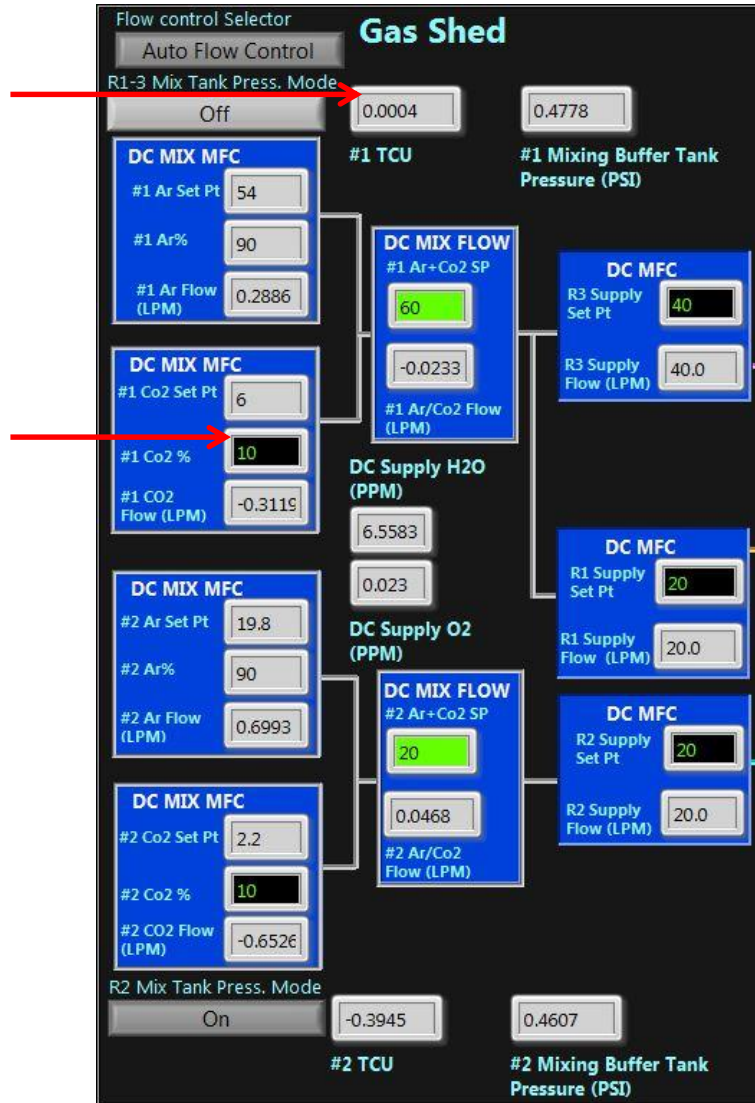 Flow control Selector
Auto Flow Control
Gas Shed
R1-3 Mix Tank Press. Mode
Off
0.0004
#1 TCU
0.4778
#1 Mixing Buffer Tank
Pressure (PSI)
DC MIX MFC
#1 Ar Set Pt
54
#1 Ar%
90
#1 Ar Flow
(LPM)
0.2886
DC MIX MFC
#1 Co2 Set Pt
6
#1 Co2 %
10
#1 CO2
Flow (LPM)
-0.3119
DC MIX FLOW
#1 Ar+Co2 SP
60
-0.0233
#1 Ar/Co2 Flow
(LPM)
DC MFC
R3 Supply
Set Pt
40
R3 Supply
Flow (LPM)
40.0
DC Supply H2O
(PPM)
6.5583
0.023
DC Supply O2
(PPM)
DC MFC
R1 Supply
Set Pt
20
R1 Supply
Flow (LPM)
20.0
DC MIX MFC
#2 Ar Set Pt
19.8
#2 Ar%
90
#2 Ar Flow
(LPM)
0.6993
DC MIX MFC
#2 Co2 Set Pt
2.2
#2 Co2 %
10
#2 CO2 Flow
(LPM)
-0.6526
DC MIX FLOW
#2 Ar+Co2 SP
20
0.0468
#2 Ar/Co2
Flow (LPM)
DC MFC
R2 Supply
Set Pt
20
R2 Supply
Flow (LPM)
20.0
R2 Mix Tank Press. Mode
On
-0.3945
#2 TCU
0.4607
#2 Mixing Buffer Tank
Pressure (PSI)